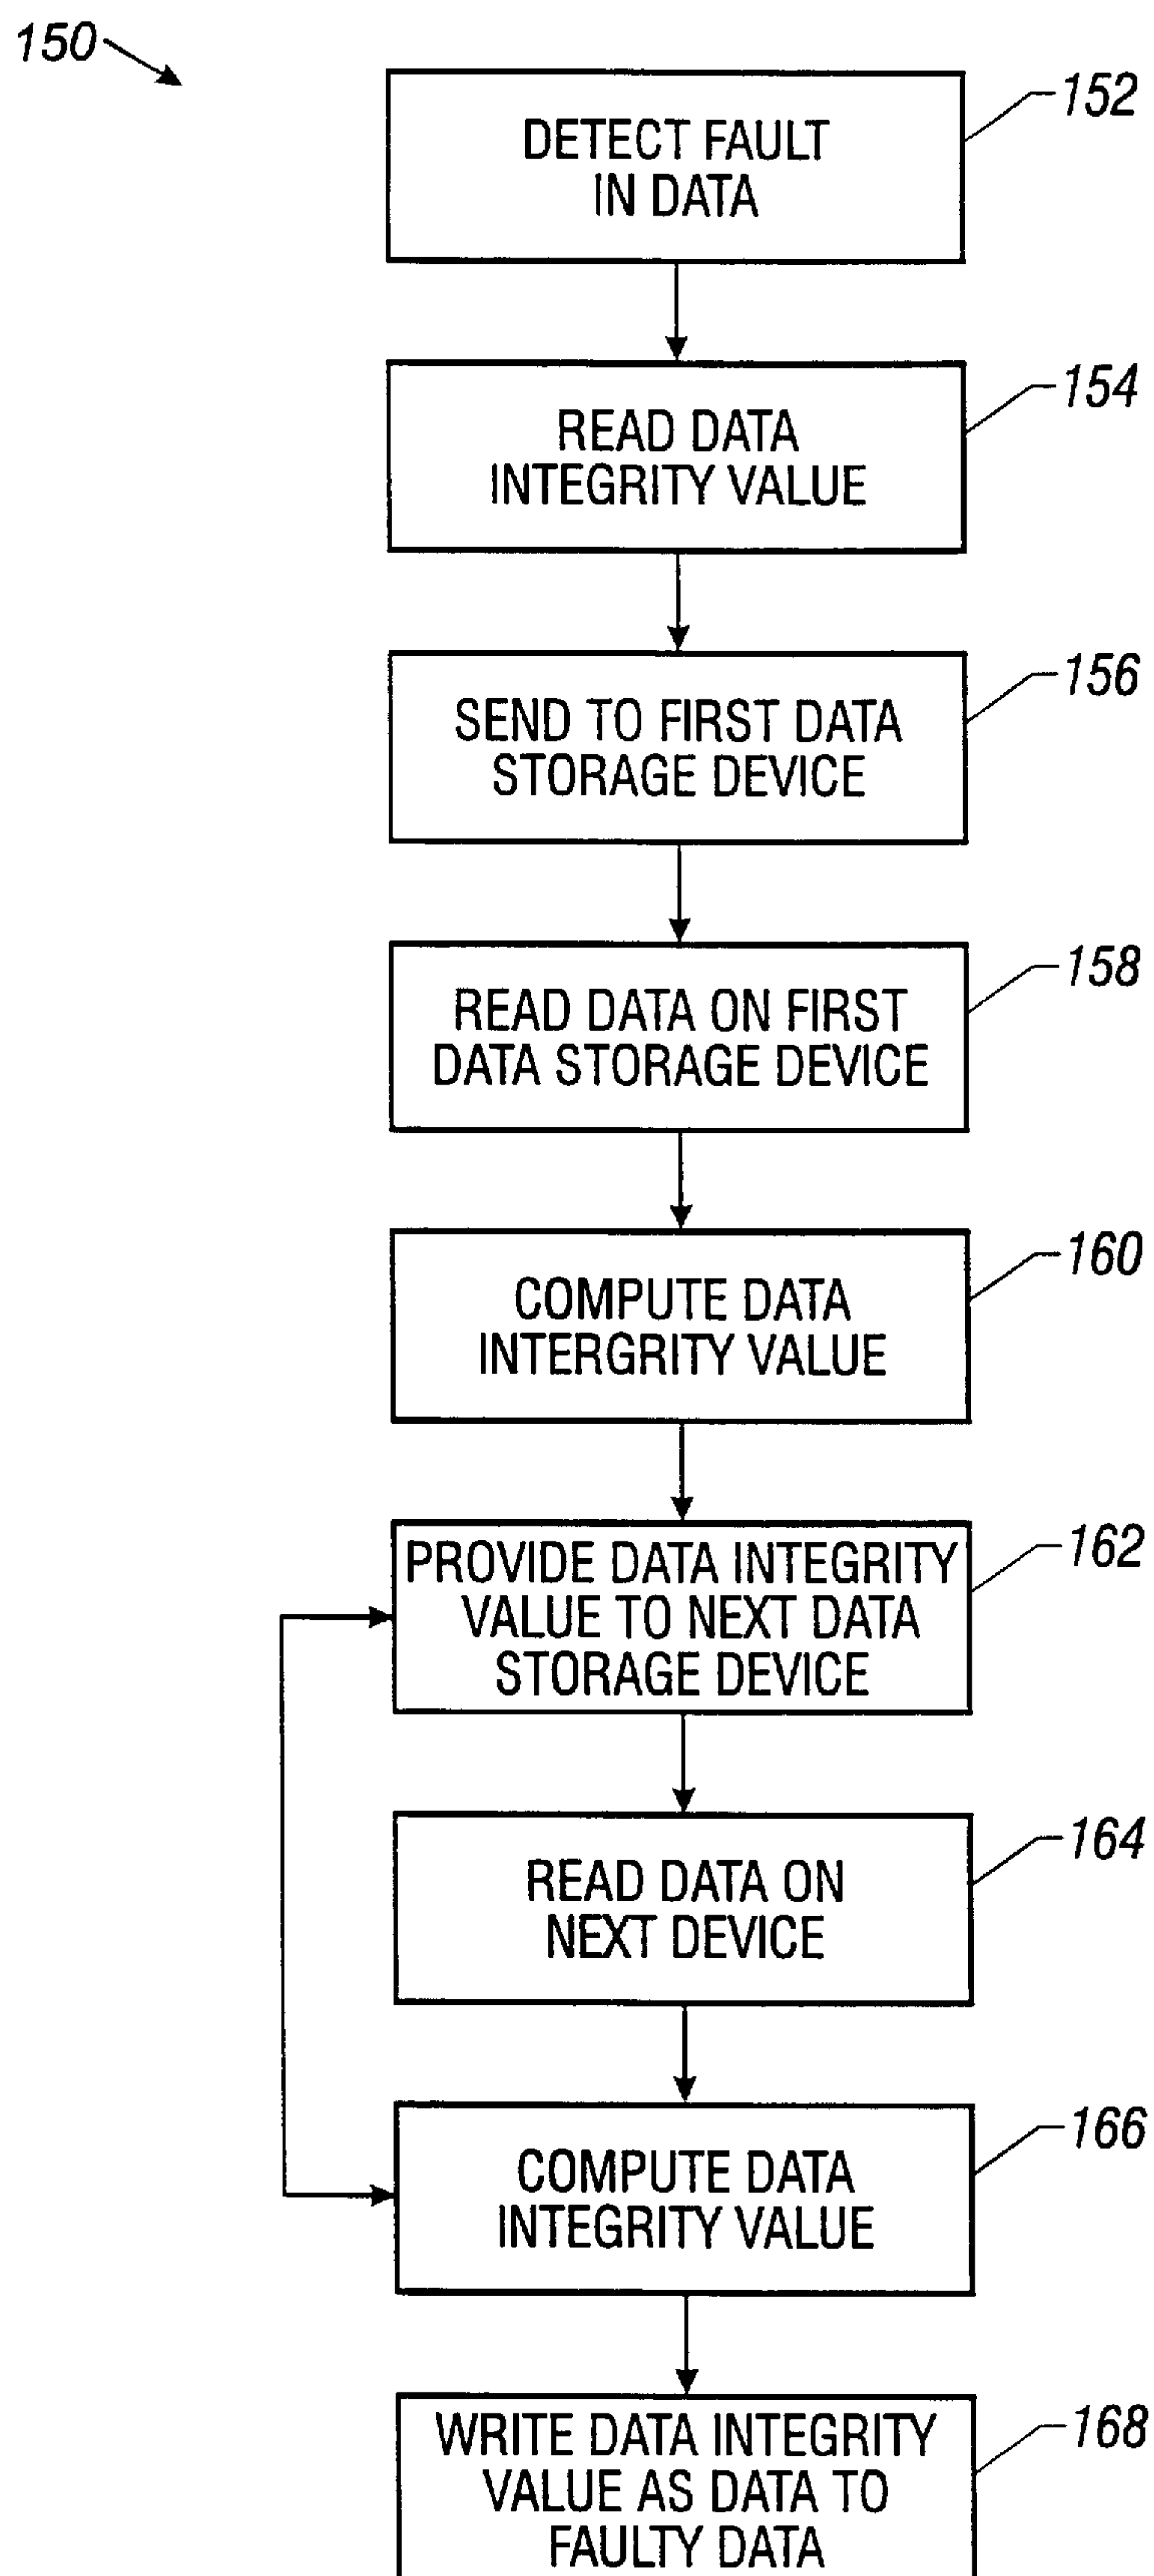 150
152
DETECT FAULT
IN DATA
154
READ DATA
INTEGRITY VALUE
156
SEND TO FIRST DATA
STORAGE DEVICE
158
READ DATA ON FIRST
DATA STORAGE DEVICE
160
COMPUTE DATA
INTERGRITY VALUE
162
PROVIDE DATA INTEGRITY
VALUE TO NEXT DATA
STORAGE DEVICE
164
READ DATA ON
NEXT DEVICE
166
COMPUTE DATA
INTEGRITY VALUE
168
WRITE DATA INTEGRITY
VALUE AS DATA TO
FAULTY DATA